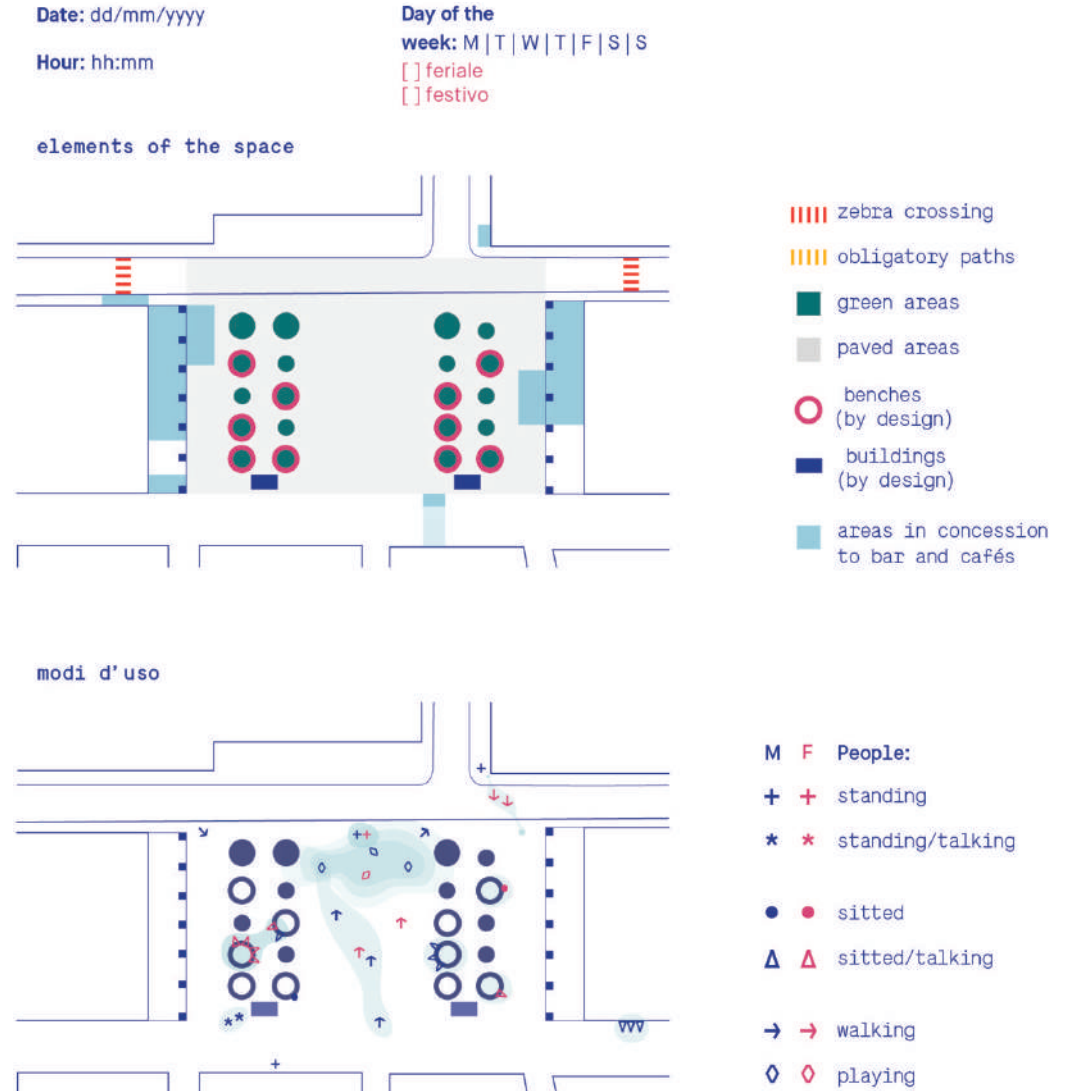 Date: dd/mm/yyyy
Hour: hh:mm
Day of the
week: M | T | W | T | F | S | S
[ ] feriale
[ ] festivo
elements of the space
zebra crossing
obligatory paths
green areas
paved areas
benches
(by design)
buildings
(by design)
areas in concession
to bar and cafés
modi d'uso
M F People:
standing
standing/talking
sitted
sitted/talking
walking
playing